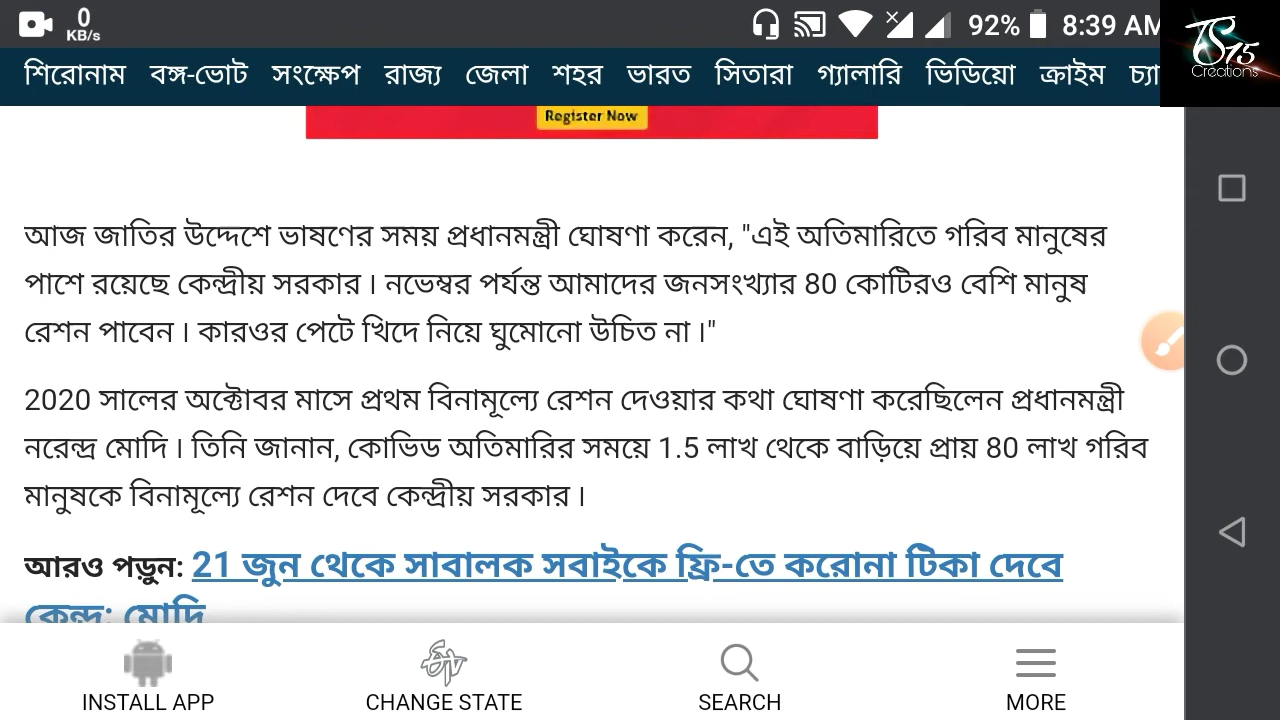 0
KB/s
92% 8:39 AM
TS15
Creations
শিরোনাম বঙ্গ-ভোট সংক্ষেপ রাজ্য জেলা শহর ভারত সিতারা গ্যালারি ভিডিয়ো ক্রাইম চ্যা
Register Now
আজ জাতির উদ্দেশে ভাষণের সময় প্রধানমন্ত্রী ঘোষণা করেন, "এই অতিমারিতে গরিব মানুষের
পাশে রয়েছে কেন্দ্রীয় সরকার । নভেম্বর পর্যন্ত আমাদের জনসংখ্যার 80 কোটিরও বেশি মানুষ
রেশন পাবেন । কারওর পেটে খিদে নিয়ে ঘুমোনো উচিত না ।"
2020 সালের অক্টোবর মাসে প্রথম বিনামূল্যে রেশন দেওয়ার কথা ঘোষণা করেছিলেন প্রধানমন্ত্রী
নরেন্দ্র মোদি । তিনি জানান, কোভিড অতিমারির সময়ে 1.5 লাখ থেকে বাড়িয়ে প্রায় 80 লাখ গরিব
মানুষকে বিনামূল্যে রেশন দেবে কেন্দ্রীয় সরকার ।
আরও পড়ুন: 21 জুন থেকে সাবালক সবাইকে ফ্রি-তে করোনা টিকা দেবে
কেন্দ্র: মোদি
INSTALL APP CHANGE STATE SEARCH MORE